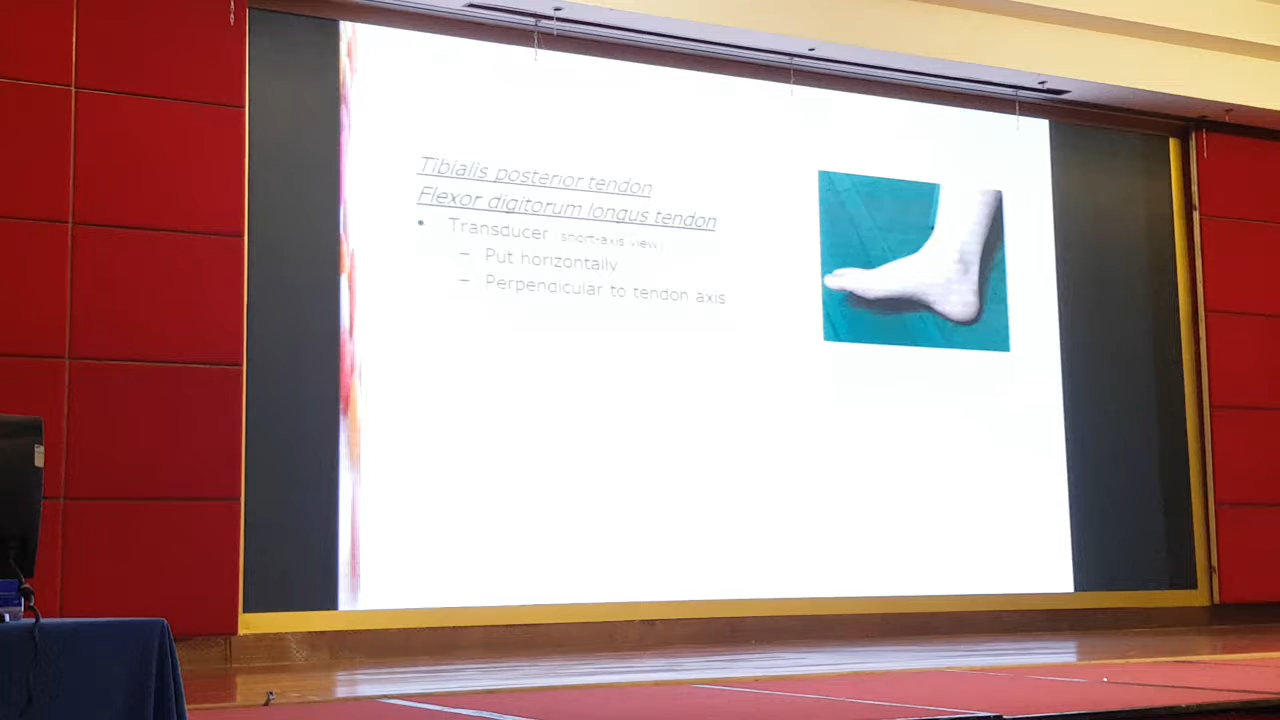 Tibialis posterior tendon
Flexor digitorum longus tendon
• Transducer (short-axis view)
– Put horizontally
– Perpendicular to tendon axis